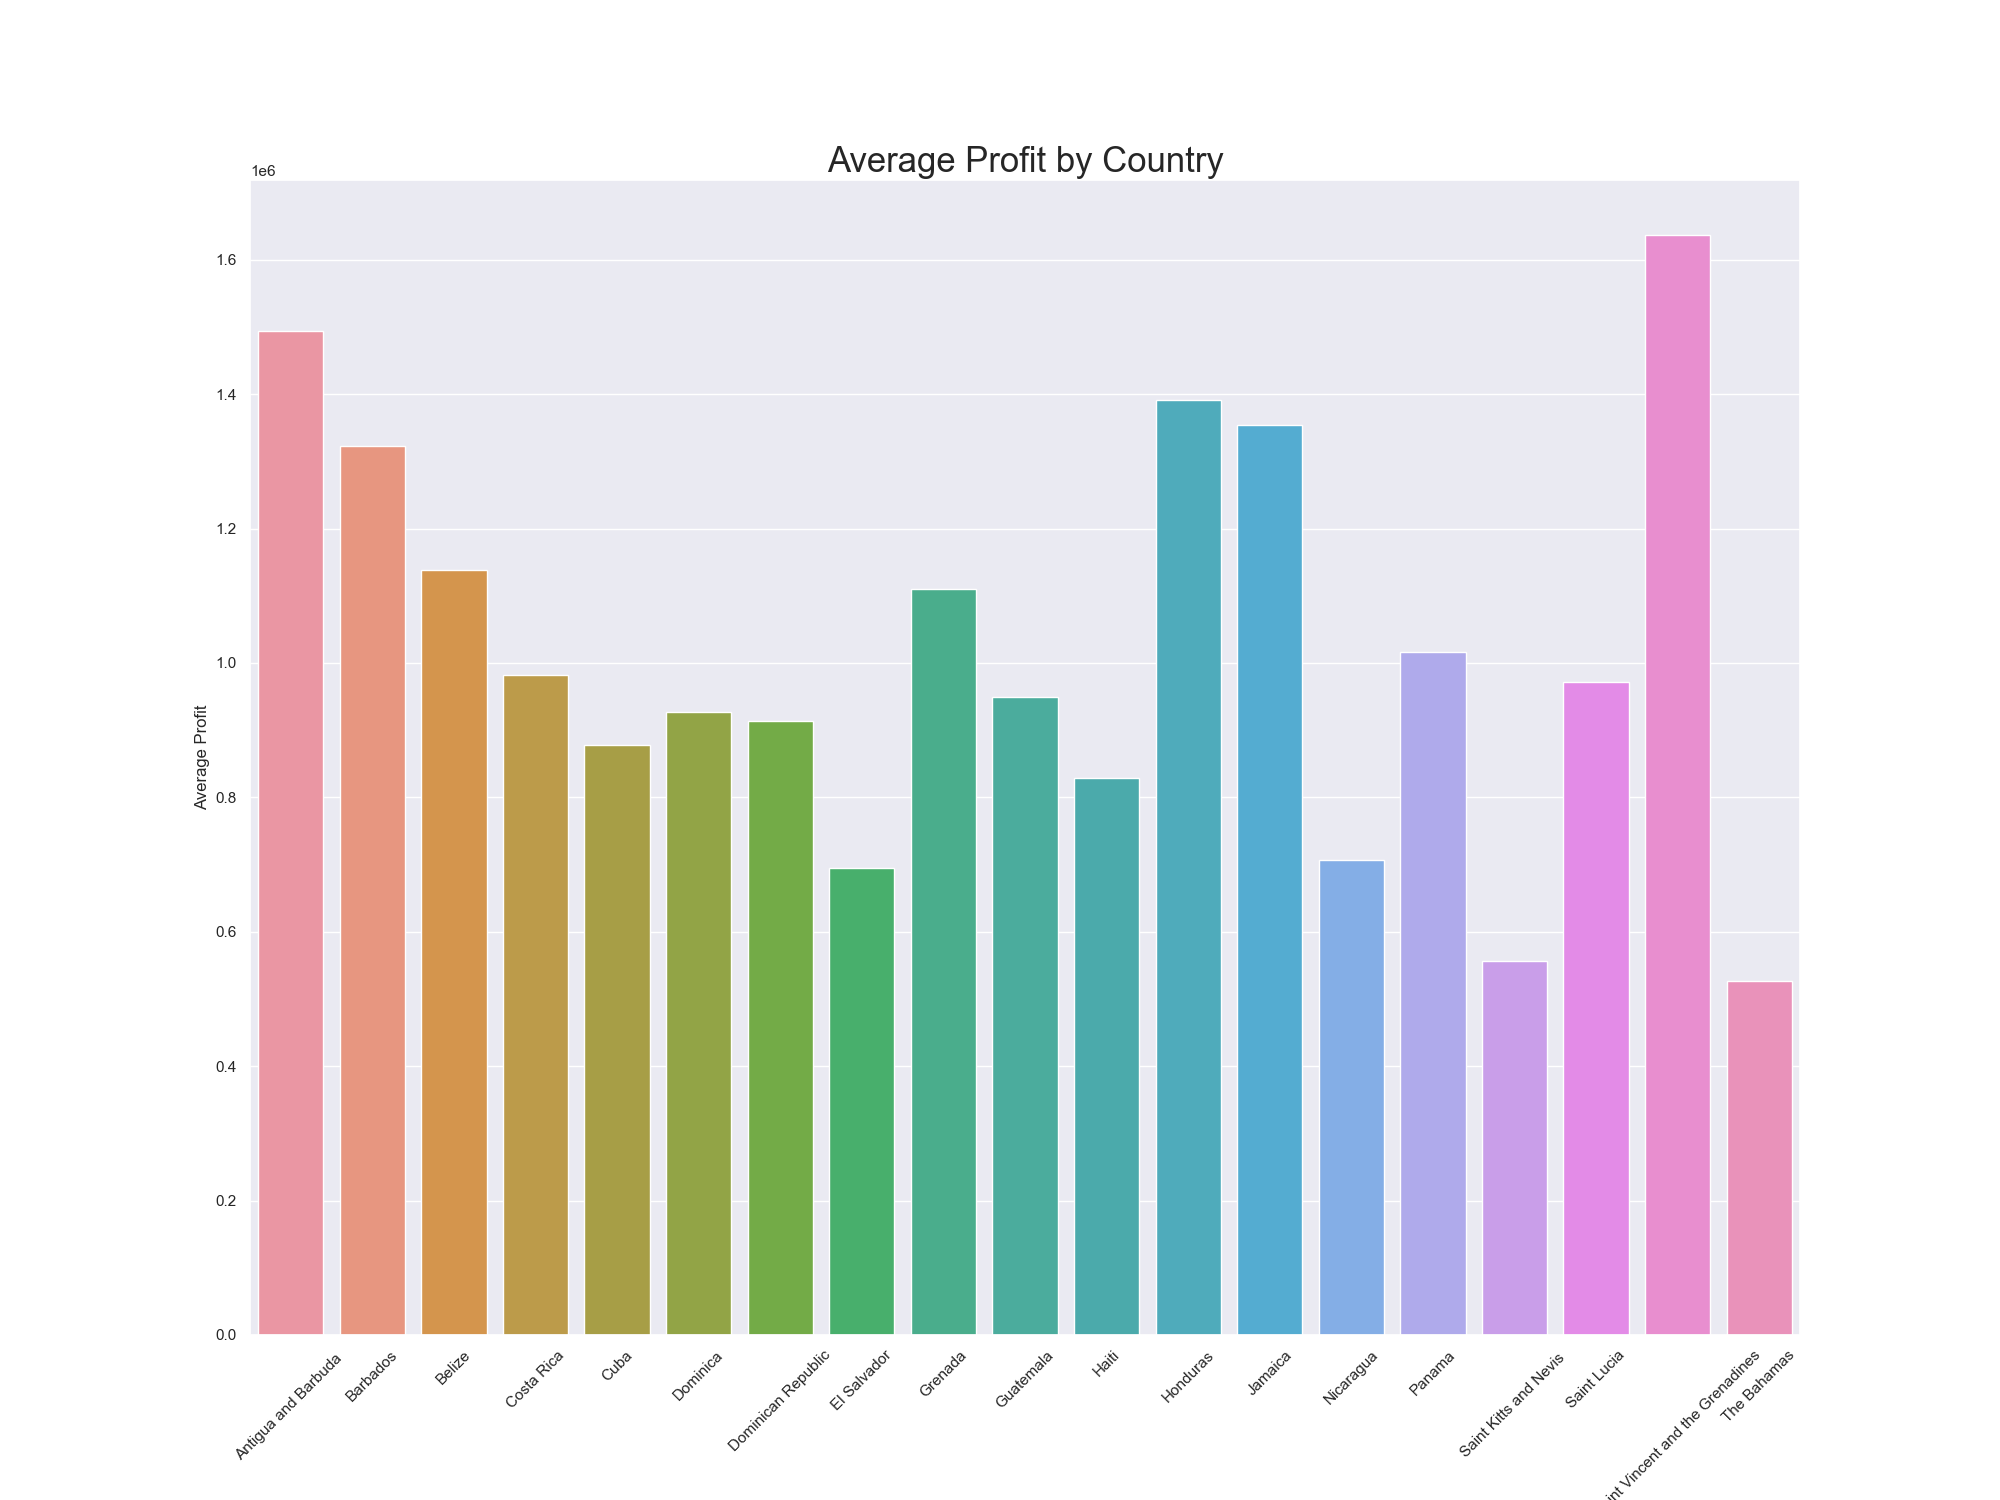 Average Profit by Country
1e6
1.6
1.4
1.2
1.0
0.8
0.6
0.4
0.2
0.0
Average Profit
Antigua and Barbuda
Barbados
Belize
Costa Rica
Cuba
Dominica
Dominican Republic
El Salvador
Grenada
Guatemala
Haiti
Honduras
Jamaica
Nicaragua
Panama
Saint Kitts and Nevis
Saint Lucia
Vincent and the Grenadines
The Bahamas